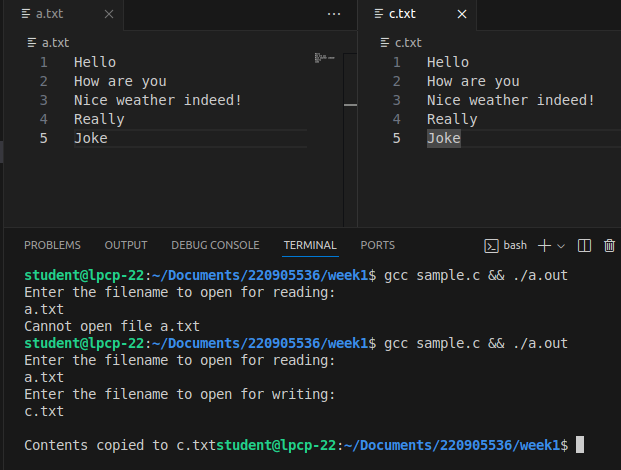 a.txt
a.txt
1 Hello
2 How are you
3 Nice weather indeed!
4 Really
5 Joke
c.txt
c.txt
1 Hello
2 How are you
3 Nice weather indeed!
4 Really
5 Joke
PROBLEMS OUTPUT DEBUG CONSOLE TERMINAL PORTS bash
student@lpcp-22:~/Documents/220905536/week1$ gcc sample.c && ./a.out
Enter the filename to open for reading:
a.txt
Cannot open file a.txt
student@lpcp-22:~/Documents/220905536/week1$ gcc sample.c && ./a.out
Enter the filename to open for reading:
a.txt
Enter the filename to open for writing:
c.txt
Contents copied to c.txtstudent@lpcp-22:~/Documents/220905536/week1$